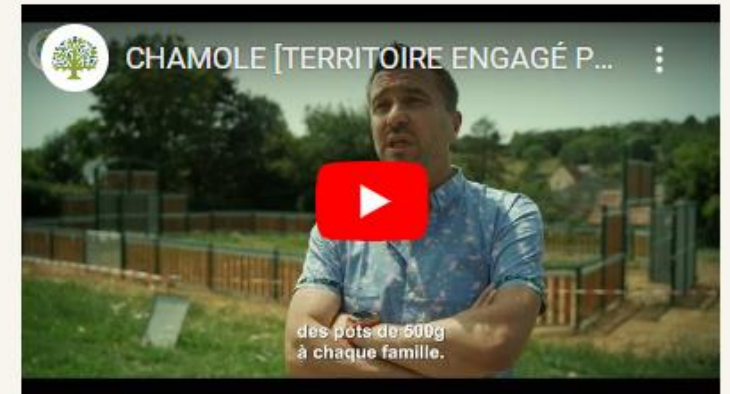 CHAMOLE [TERRITOIRE ENGAGÉ P...
des pots de 500g
à chaque famille.